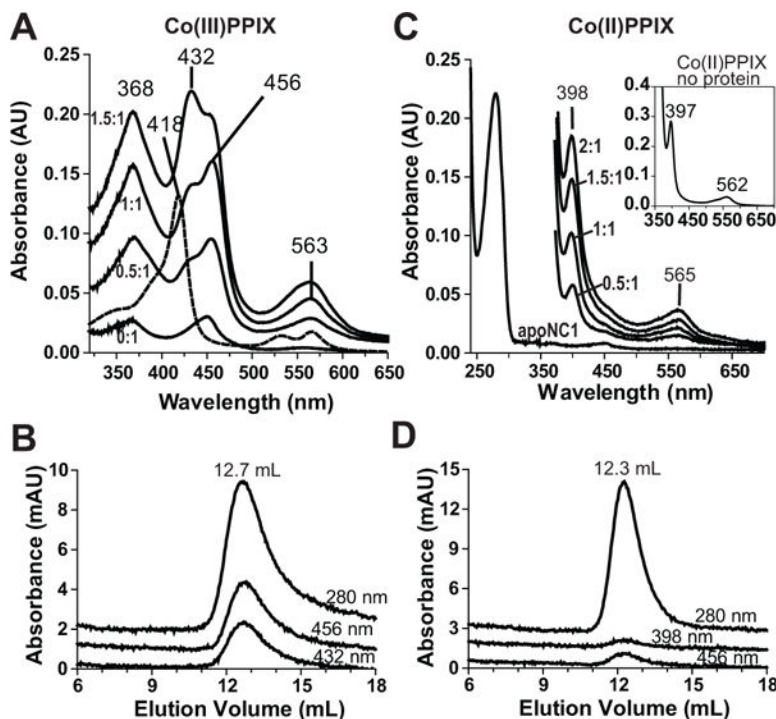 A
Co(III)PPIX
432
368
456
418
1.5:1
1:1
0.5:1
0:1
563
0.25
0.20
0.15
0.10
0.05
0.00
Absorbance (AU)
350 400 450 500 550 600 650
Wavelength (nm)
C
Co(II)PPIX
398
2:1
1.5:1
1:1
0.5:1
apoNC1
565
Co(II)PPIX
no protein
397
562
0.4
0.3
0.2
0.1
0.0
350 450 550 650 750
0.25
0.20
0.15
0.10
0.05
0.00
Absorbance (AU)
250 350 450 550 650
Wavelength (nm)
B
12.7 mL
280 nm
456 nm
432 nm
10
8
6
4
2
0
Absorbance (mAU)
6 9 12 15 18
Elution Volume (mL)
D
12.3 mL
280 nm
398 nm
456 nm
15
12
9
6
3
0
Absorbance (mAU)
6 9 12 15 18
Elution Volume (mL)